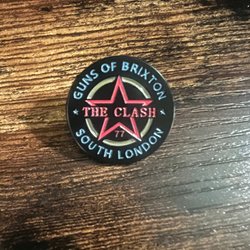 GUNS OF BRIXTON
THE CLASH
77
SOUTH LONDON